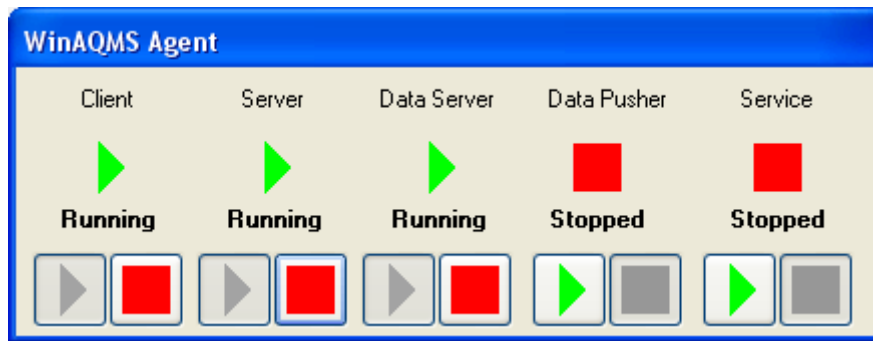 WinAQMS Agent
Client Server Data Server Data Pusher Service
Running Running Running Stopped Stopped